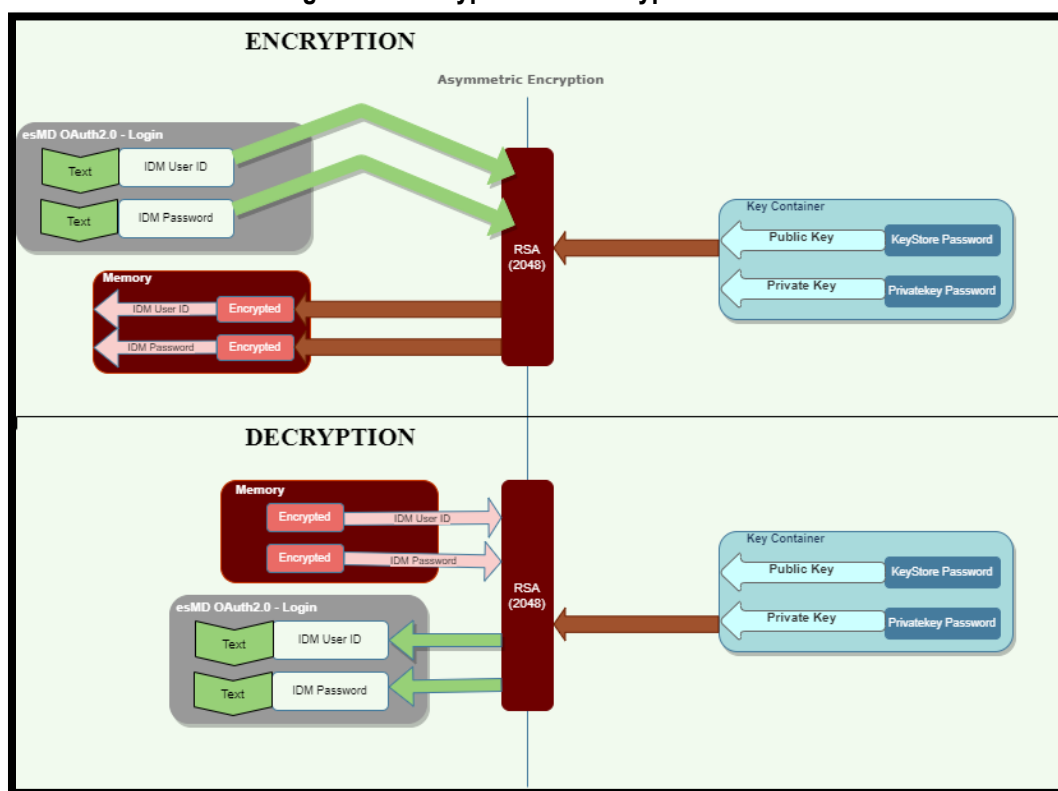 ENCRYPTION
Asymmetric Encryption
esMD OAuth2.0 - Login
Text
IDM User ID
Text
IDM Password
RSA
(2048)
Key Container
Public Key
KeyStore Password
Private Key
Privatekey Password
Memory
IDM User ID
Encrypted
IDM Password
Encrypted
DECRYPTION
Memory
Encrypted
IDM User ID
Encrypted
IDM Password
RSA
(2048)
Key Container
Public Key
KeyStore Password
Private Key
Privatekey Password
esMD OAuth2.0 - Login
Text
IDM User ID
Text
IDM Password